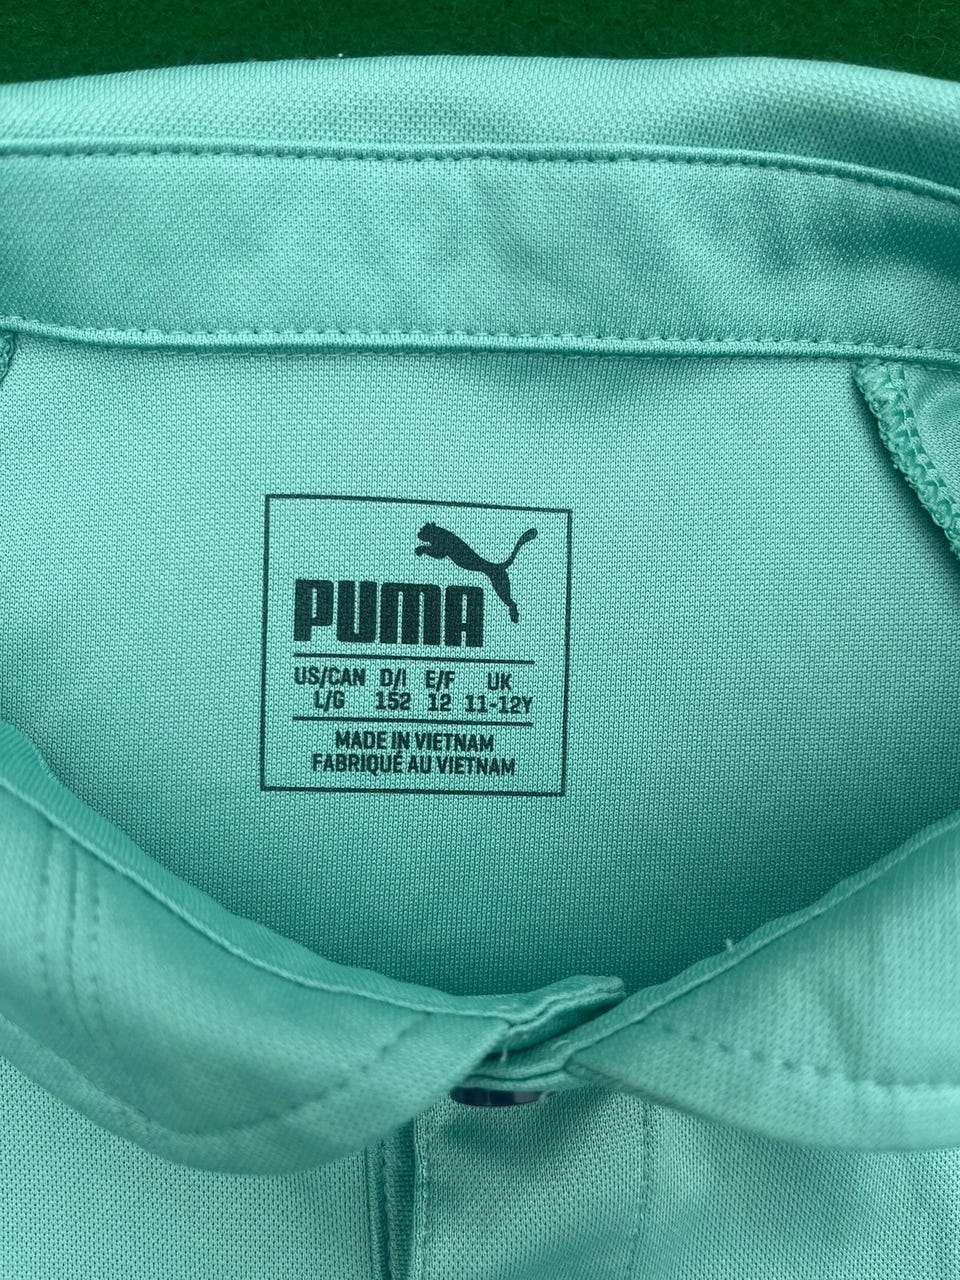 PUMA
US/CAN D/I E/F UK
L/G 152 12 11-12Y
MADE IN VIETNAM
FABRIQUÉ AU VIETNAM